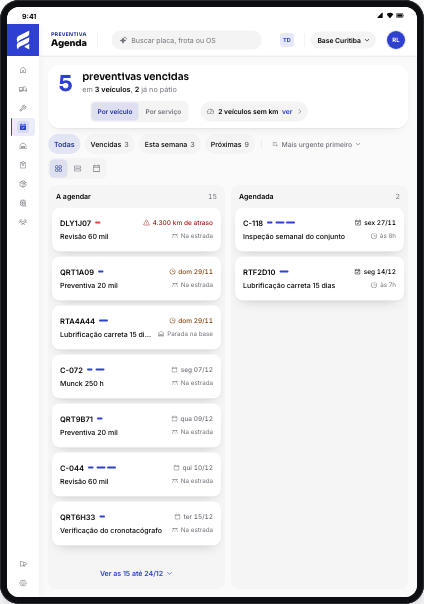 9:41
PREVENTIVA
Agenda
Buscar placa, frota ou OS
TD
Base Curitiba
RL
5 preventivas vencidas
em 3 veículos, 2 já no pátio
Por veículo Por serviço
2 veículos sem km ver
Todas Vencidas 3 Esta semana 3 Próximas 9 Mais urgente primeiro
A agendar 15
DLY1J07 4.300 km de atraso
Revisão 60 mil Na estrada
QRT1A09 dom 29/11
Preventiva 20 mil Na estrada
RTA4A44 dom 29/11
Lubrificação carreta 15 di... Parada na base
C-072 seg 07/12
Munck 250 h Na estrada
QRT9B71 qua 09/12
Preventiva 20 mil Na estrada
C-044 qui 10/12
Revisão 60 mil Na estrada
QRT6H33 ter 15/12
Verificação do cronotacógrafo Na estrada
Ver as 15 até 24/12
Agendada 2
C-118 sex 27/11
Inspeção semanal do conjunto às 8h
RTF2D10 seg 14/12
Lubrificação carreta 15 dias às 7h